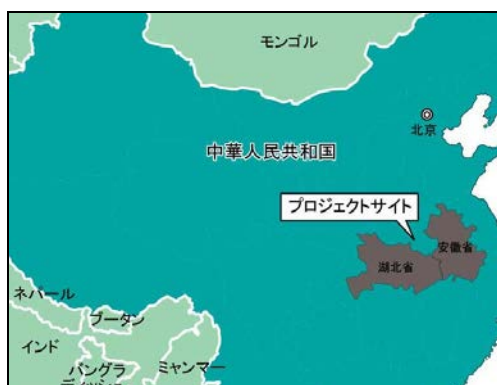 モンゴル
北京
中華人民共和国
プロジェクトサイト
安徽省
湖北省
ネパール
ブータン
インド
バングラ
ミャンマー